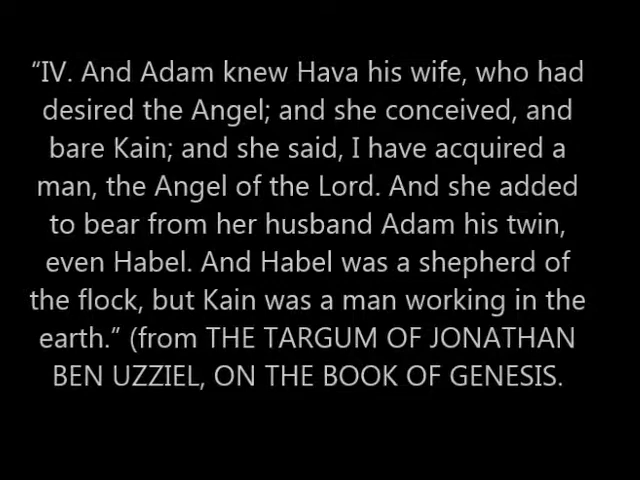 “IV. And Adam knew Hava his wife, who had
desired the Angel; and she conceived, and
bare Kain; and she said, I have acquired a
man, the Angel of the Lord. And she added
to bear from her husband Adam his twin,
even Habel. And Habel was a shepherd of
the flock, but Kain was a man working in the
earth.” (from THE TARGUM OF JONATHAN
BEN UZZIEL, ON THE BOOK OF GENESIS.